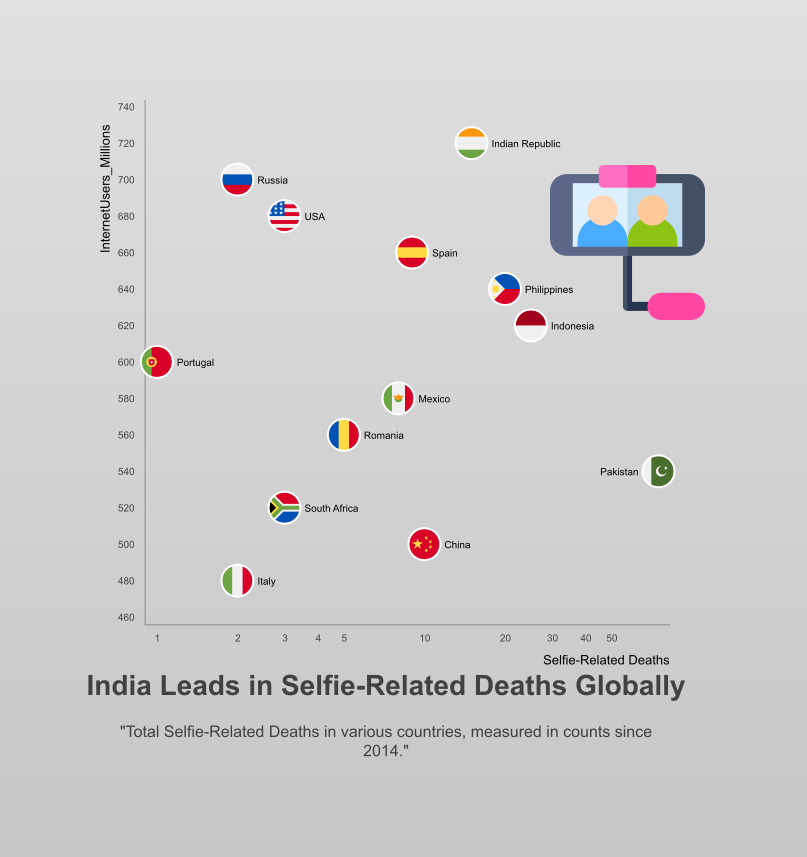 740
720
700
680
660
640
620
600
580
560
540
520
500
480
460
InternetUsers_Millions
Indian Republic
Russia
USA
Spain
Philippines
Indonesia
Portugal
Mexico
Romania
Pakistan
South Africa
China
Italy
1 2 3 4 5 10 20 30 40 50
Selfie-Related Deaths
India Leads in Selfie-Related Deaths Globally
"Total Selfie-Related Deaths in various countries, measured in counts since
2014."